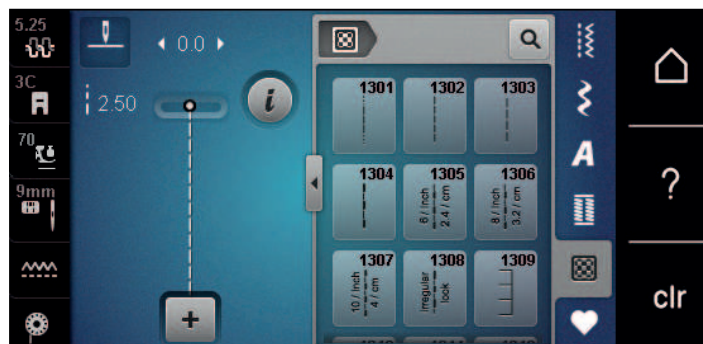 5.25
3C
70
9mm
0.0
2.50
i
+
1301
1302
1303
1304
1305
6 / Inch
2.4 / cm
1306
8 / Inch
3.2 / cm
1307
10 / Inch
4 / cm
1308
irregular
look
1309
A
?
clr